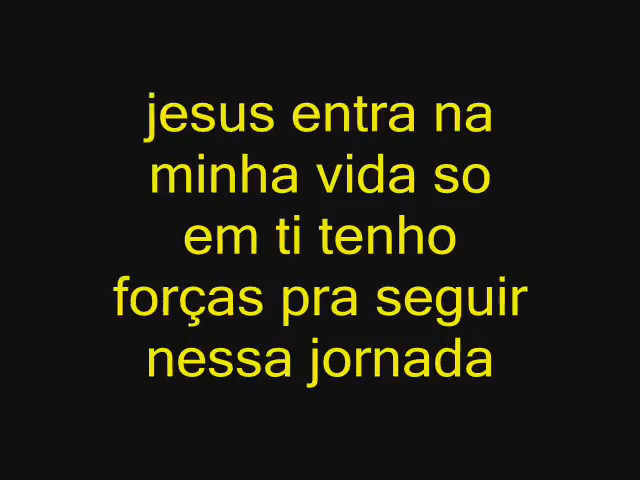 jesus entra na
minha vida so
em ti tenho
forças pra seguir
nessa jornada